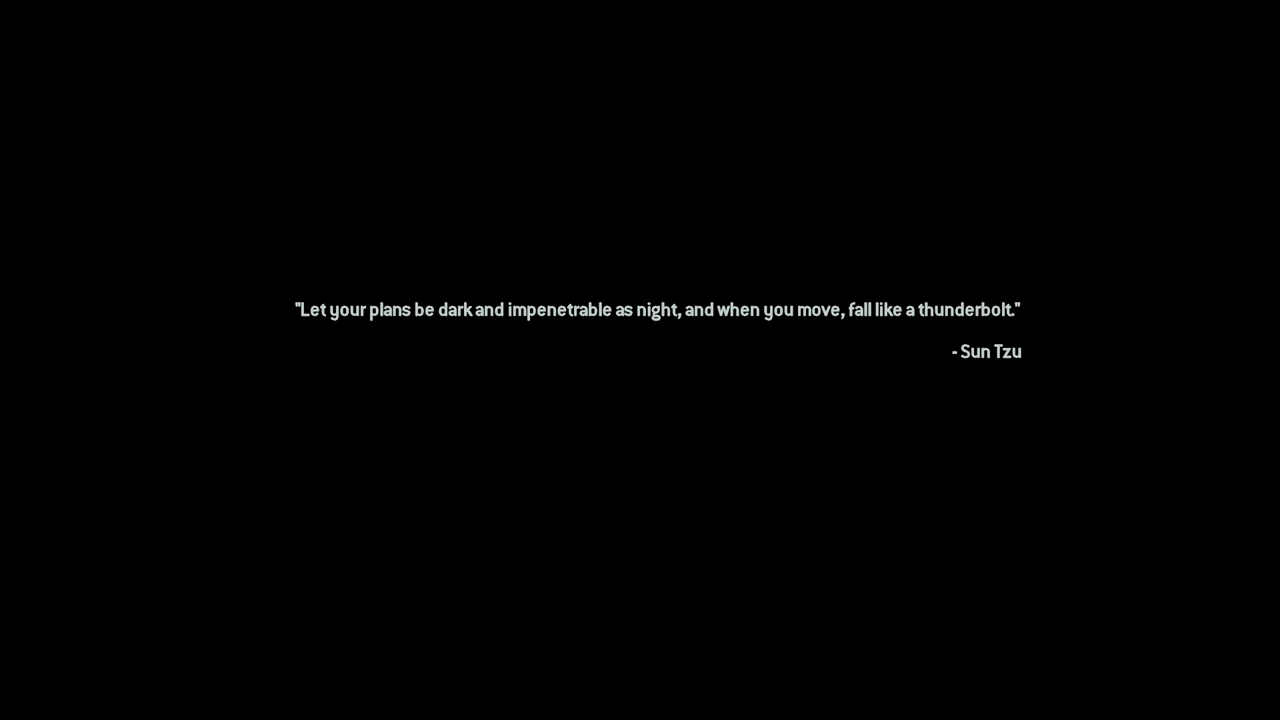 "Let your plans be dark and impenetrable as night, and when you move, fall like a thunderbolt."
- Sun Tzu